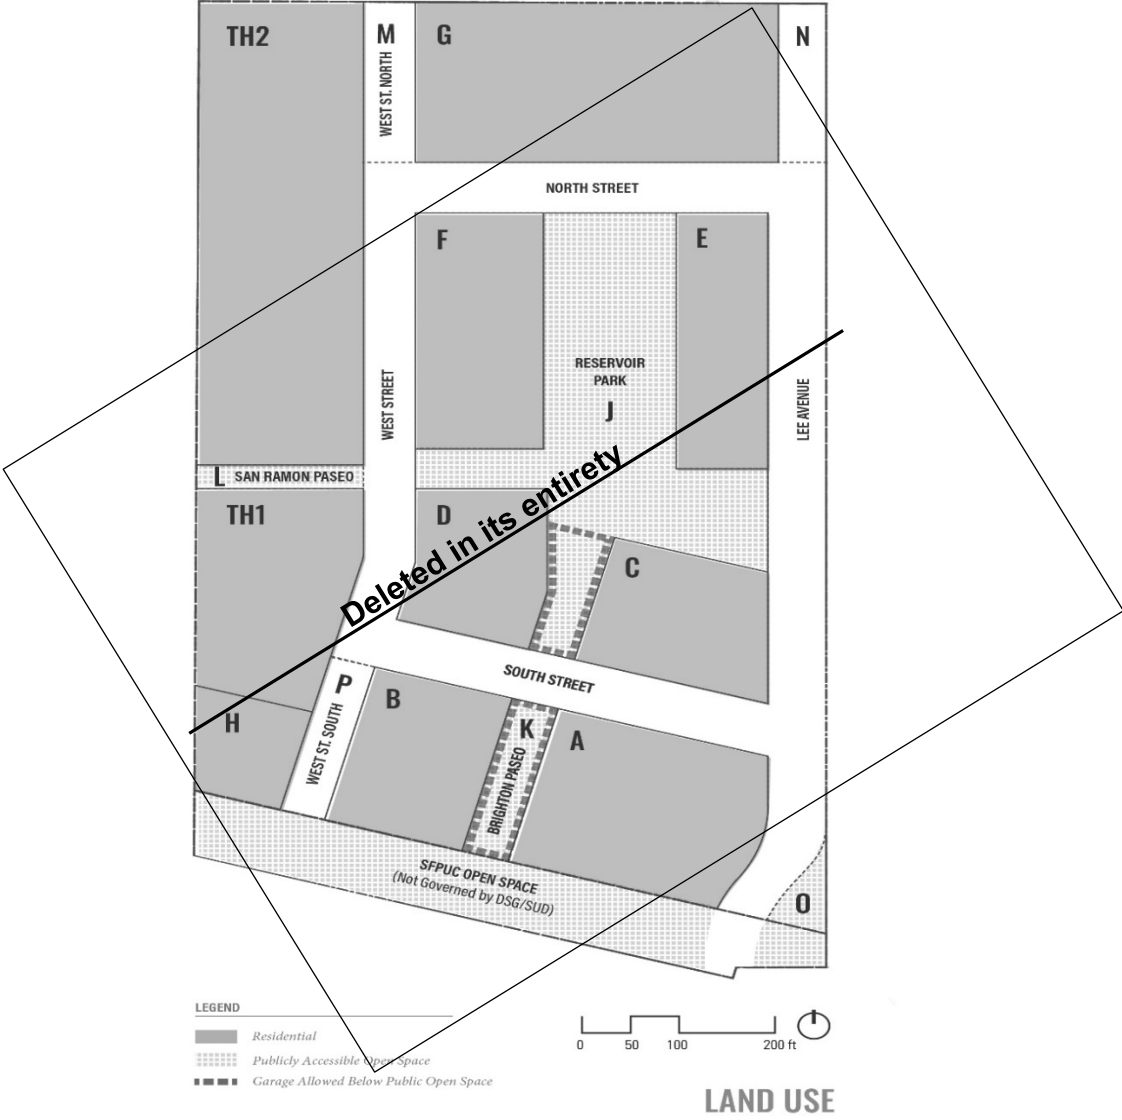 TH2
M
G
N
WEST ST. NORTH
NORTH STREET
F
E
RESERVOIR
PARK
J
WEST STREET
LEE AVENUE
L SAN RAMON PASEO
TH1
D
Deleted in its entirety
C
SOUTH STREET
P
B
H
K
A
WEST ST. SOUTH
BRIGHTON PASEO
SFPUC OPEN SPACE
(Not Governed by DSG/SUD)
O
LEGEND
Residential
Publicly Accessible Open Space
Garage Allowed Below Public Open Space
0 50 100 200 ft
LAND USE